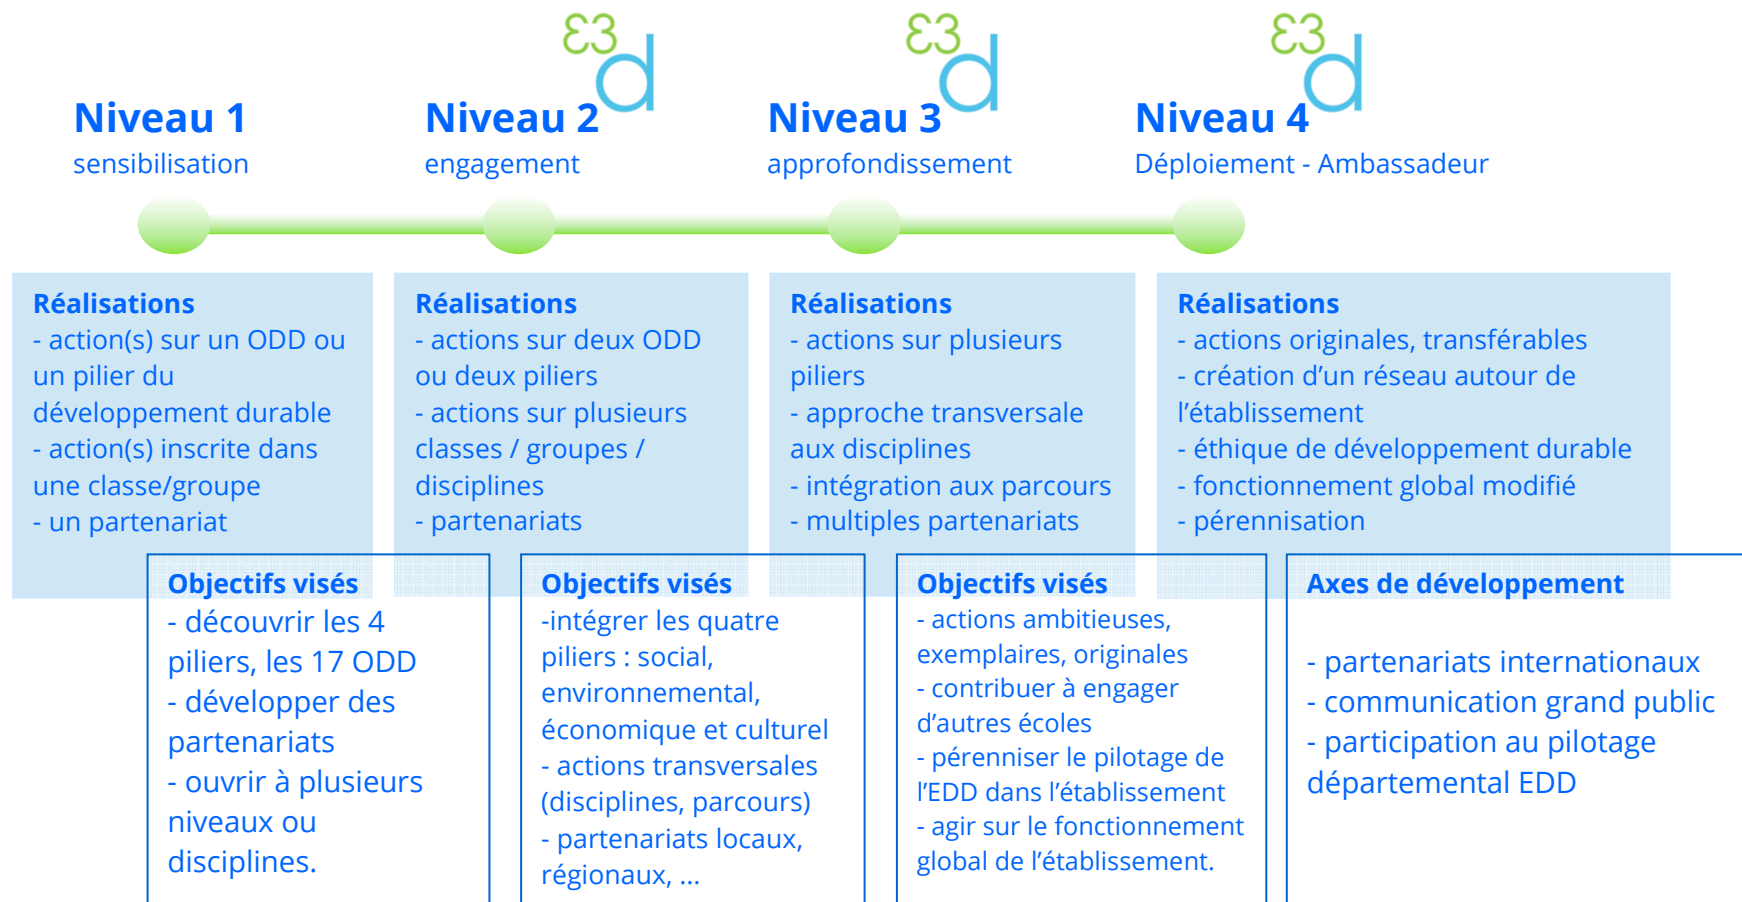 E3d
E3d
E3d
Niveau 1
sensibilisation
Niveau 2
engagement
Niveau 3
approfondissement
Niveau 4
Déploiement - Ambassadeur
Réalisations
- action(s) sur un ODD ou
un pilier du
développement durable
- action(s) inscrite dans
une classe/groupe
- un partenariat
Réalisations
- actions sur deux ODD
ou deux piliers
- actions sur plusieurs
classes / groupes /
disciplines
- partenariats
Réalisations
- actions sur plusieurs
piliers
- approche transversale
aux disciplines
- intégration aux parcours
- multiples partenariats
Réalisations
- actions originales, transférables
- création d’un réseau autour de
l’établissement
- éthique de développement durable
- fonctionnement global modifié
- pérennisation
Objectifs visés
- découvrir les 4
piliers, les 17 ODD
- développer des
partenariats
- ouvrir à plusieurs
niveaux ou
disciplines.
Objectifs visés
-intégrer les quatre
piliers : social,
environnemental,
économique et culturel
- actions transversales
(disciplines, parcours)
- partenariats locaux,
régionaux, ...
Objectifs visés
- actions ambitieuses,
exemplaires, originales
- contribuer à engager
d’autres écoles
- pérenniser le pilotage de
l’EDD dans l’établissement
- agir sur le fonctionnement
global de l’établissement.
Axes de développement
- partenariats internationaux
- communication grand public
- participation au pilotage
départemental EDD